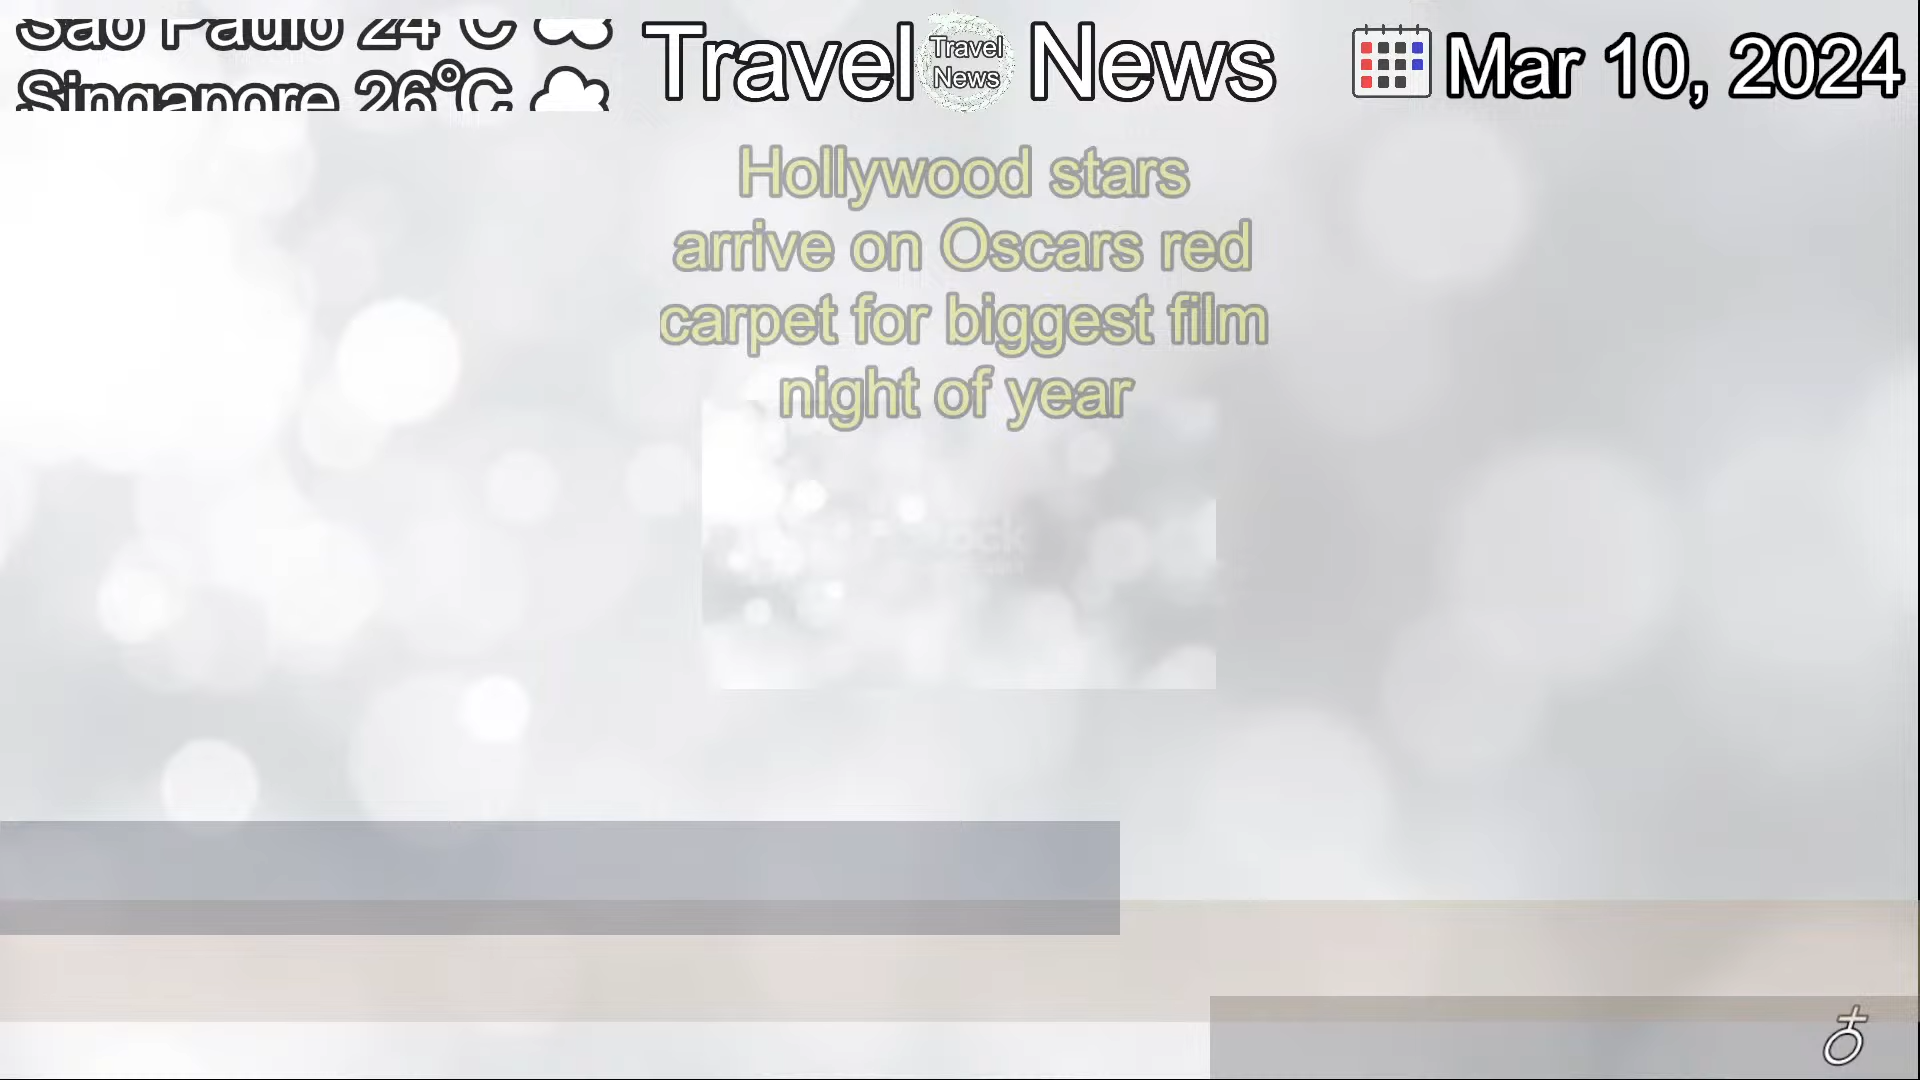 São Paulo 24°C
Singapore 26°C
Travel News
Travel
News
Mar 10, 2024
Hollywood stars
arrive on Oscars red
carpet for biggest film
night of year
ock